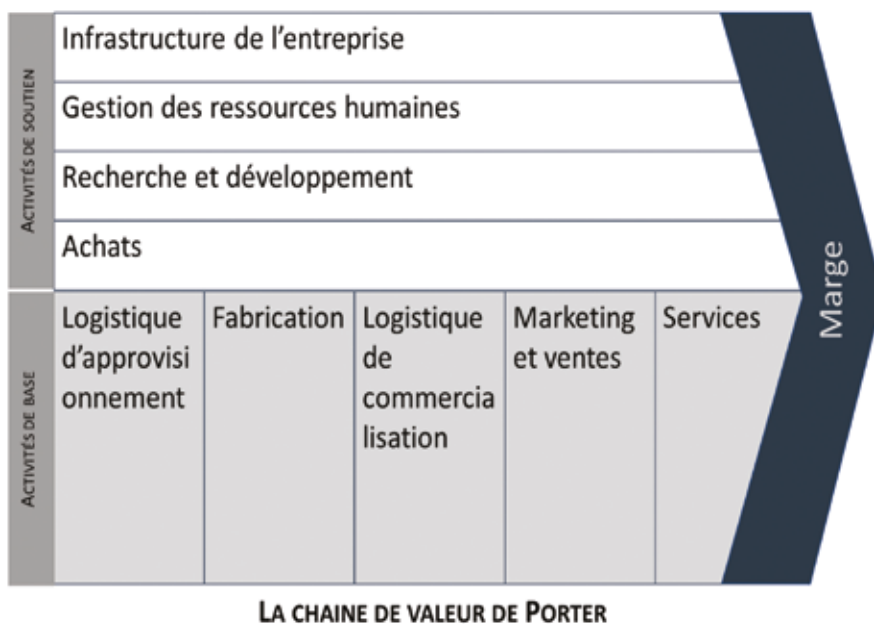 ACTIVITÉS DE SOUTIEN
Infrastructure de l'entreprise
Gestion des ressources humaines
Recherche et développement
Achats
ACTIVITÉS DE BASE
Logistique
d'approvisi
onnement
Fabrication
Logistique
de
commercia
lisation
Marketing
et ventes
Services
Marge
LA CHAINE DE VALEUR DE PORTER